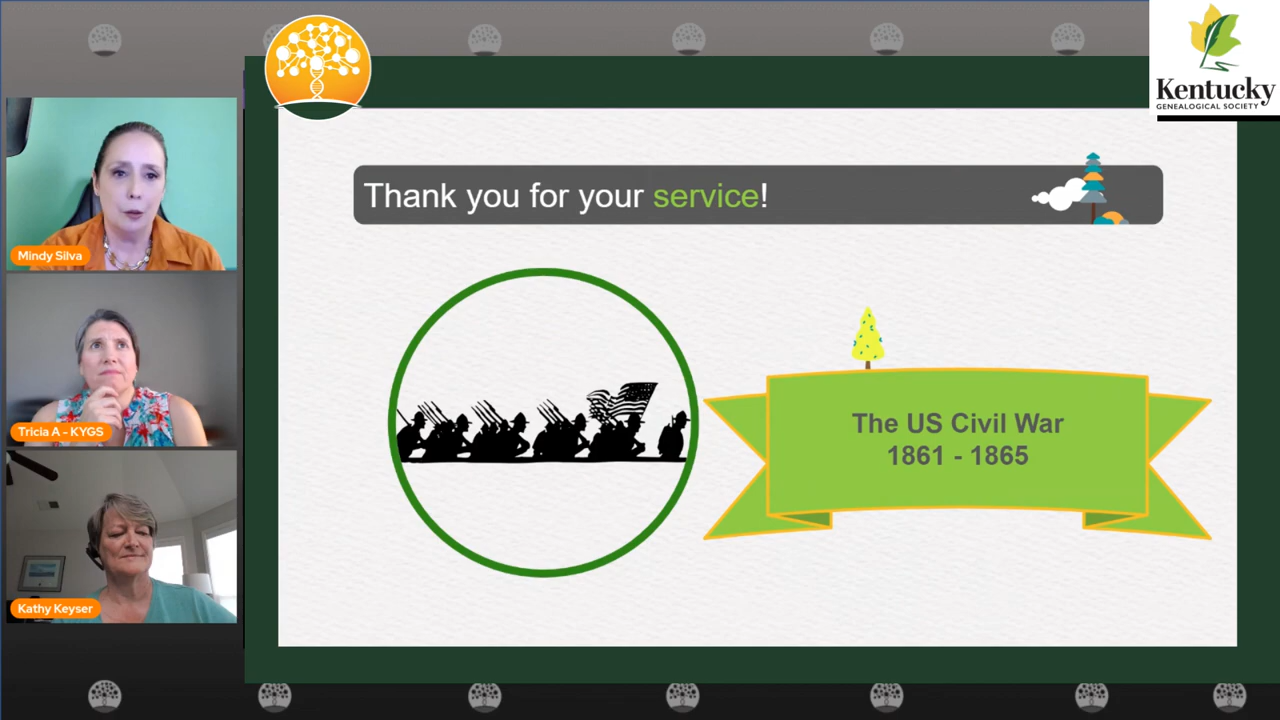 Kentucky
GENEALOGICAL SOCIETY
Thank you for your service!
Mindy Silva
The US Civil War
1861 - 1865
Tricia A - KYGS
Kathy Keyser